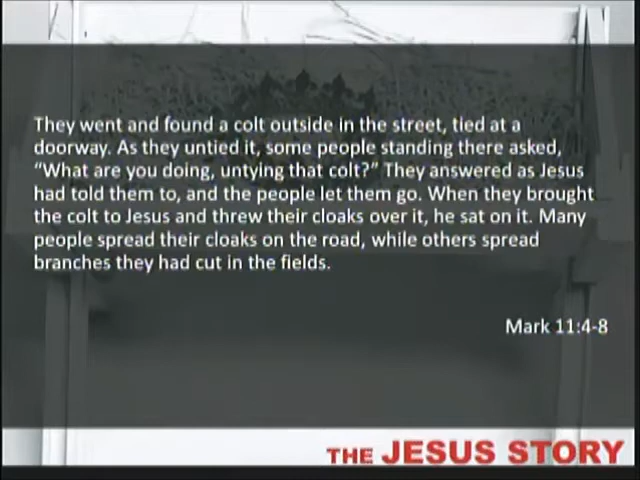 They went and found a colt outside in the street, tied at a
doorway. As they untied it, some people standing there asked,
“What are you doing, untying that colt?” They answered as Jesus
had told them to, and the people let them go. When they brought
the colt to Jesus and threw their cloaks over it, he sat on it. Many
people spread their cloaks on the road, while others spread
branches they had cut in the fields.
Mark 11:4-8
THE JESUS STORY